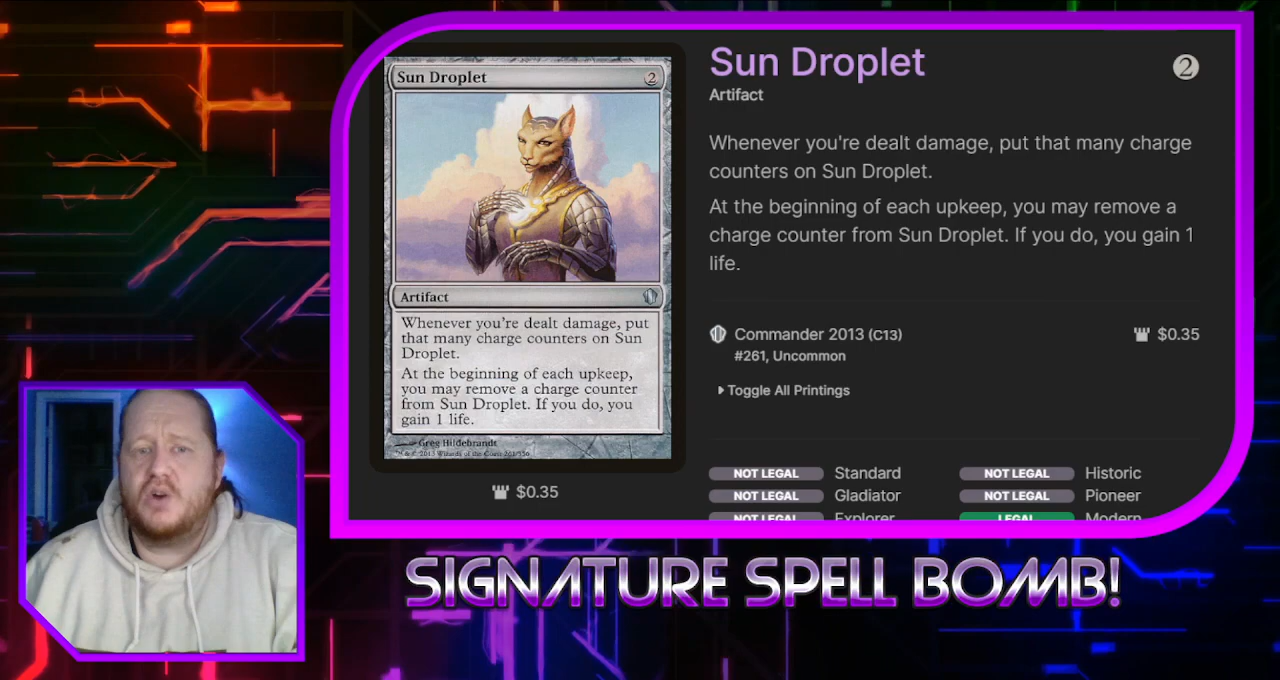 Sun Droplet
2
Whenever you're dealt damage, put
that many charge counters on Sun
Droplet.
At the beginning of each upkeep,
you may remove a charge counter
from Sun Droplet. If you do, you
gain 1 life.
Artifact
Greg Hildebrandt
$0.35
Sun Droplet
2
Artifact
Whenever you're dealt damage, put that many charge
counters on Sun Droplet.
At the beginning of each upkeep, you may remove a
charge counter from Sun Droplet. If you do, you gain 1
life.
Commander 2013 (C13)
$0.35
#261, Uncommon
Toggle All Printings
NOT LEGAL Standard
NOT LEGAL Historic
NOT LEGAL Gladiator
NOT LEGAL Pioneer
NOT LEGAL Explorer
LEGAL Modern
SIGNATURE SPELL BOMB!